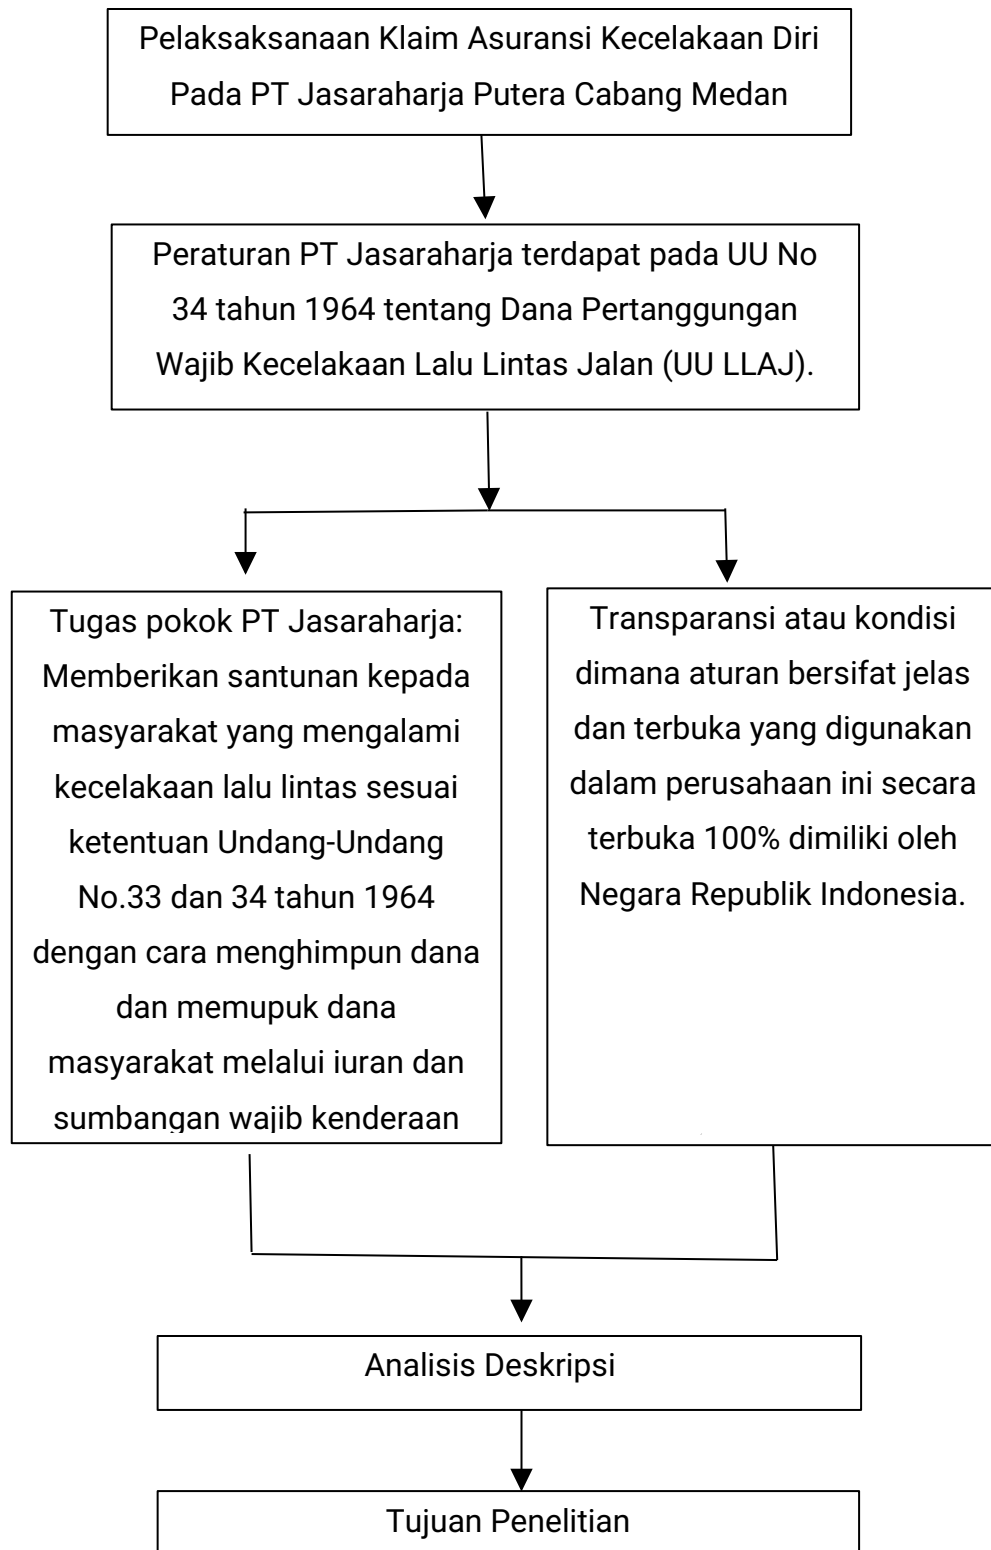 Pelaksaksanaan Klaim Asuransi Kecelakaan Diri
Pada PT Jasaraharja Putera Cabang Medan
Peraturan PT Jasaraharja terdapat pada UU No
34 tahun 1964 tentang Dana Pertanggungan
Wajib Kecelakaan Lalu Lintas Jalan (UU LLAJ).
Tugas pokok PT Jasaraharja:
Memberikan santunan kepada
masyarakat yang mengalami
kecelakaan lalu lintas sesuai
ketentuan Undang-Undang
No.33 dan 34 tahun 1964
dengan cara menghimpun dana
dan memupuk dana
masyarakat melalui iuran dan
sumbangan wajib kenderaan
Transparansi atau kondisi
dimana aturan bersifat jelas
dan terbuka yang digunakan
dalam perusahaan ini secara
terbuka 100% dimiliki oleh
Negara Republik Indonesia.
Analisis Deskripsi
Tujuan Penelitian